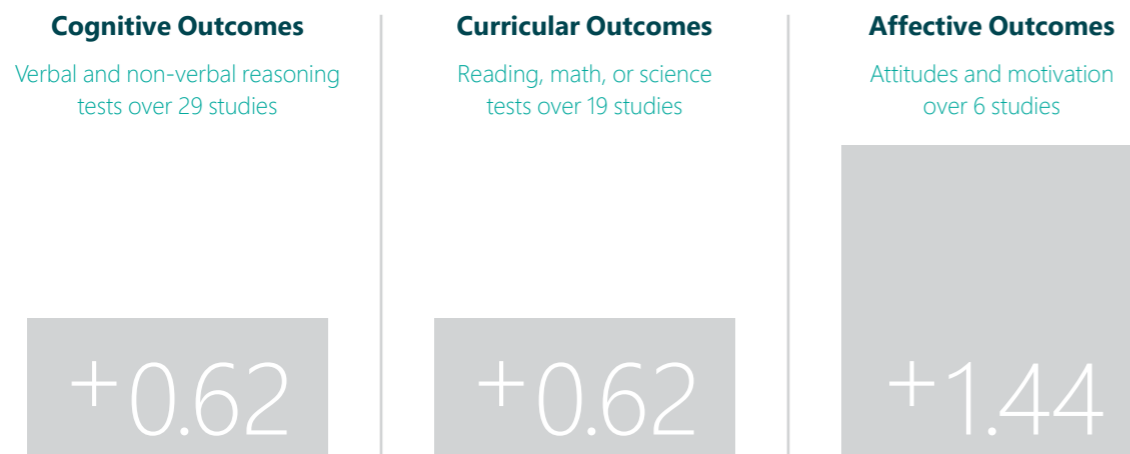 Cognitive Outcomes
Verbal and non-verbal reasoning
tests over 29 studies
+0.62
Curricular Outcomes
Reading, math, or science
tests over 19 studies
+0.62
Affective Outcomes
Attitudes and motivation
over 6 studies
+1.44